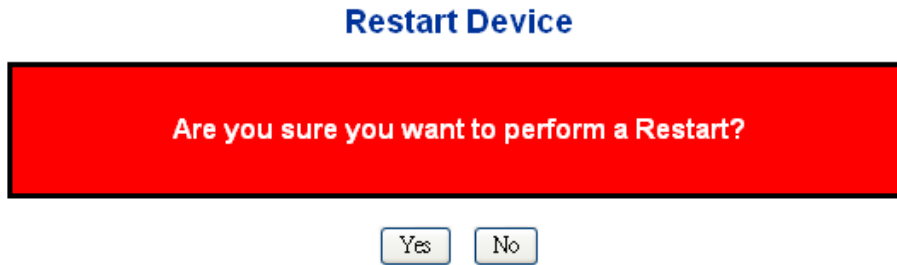 Restart Device
Are you sure you want to perform a Restart?
Yes No